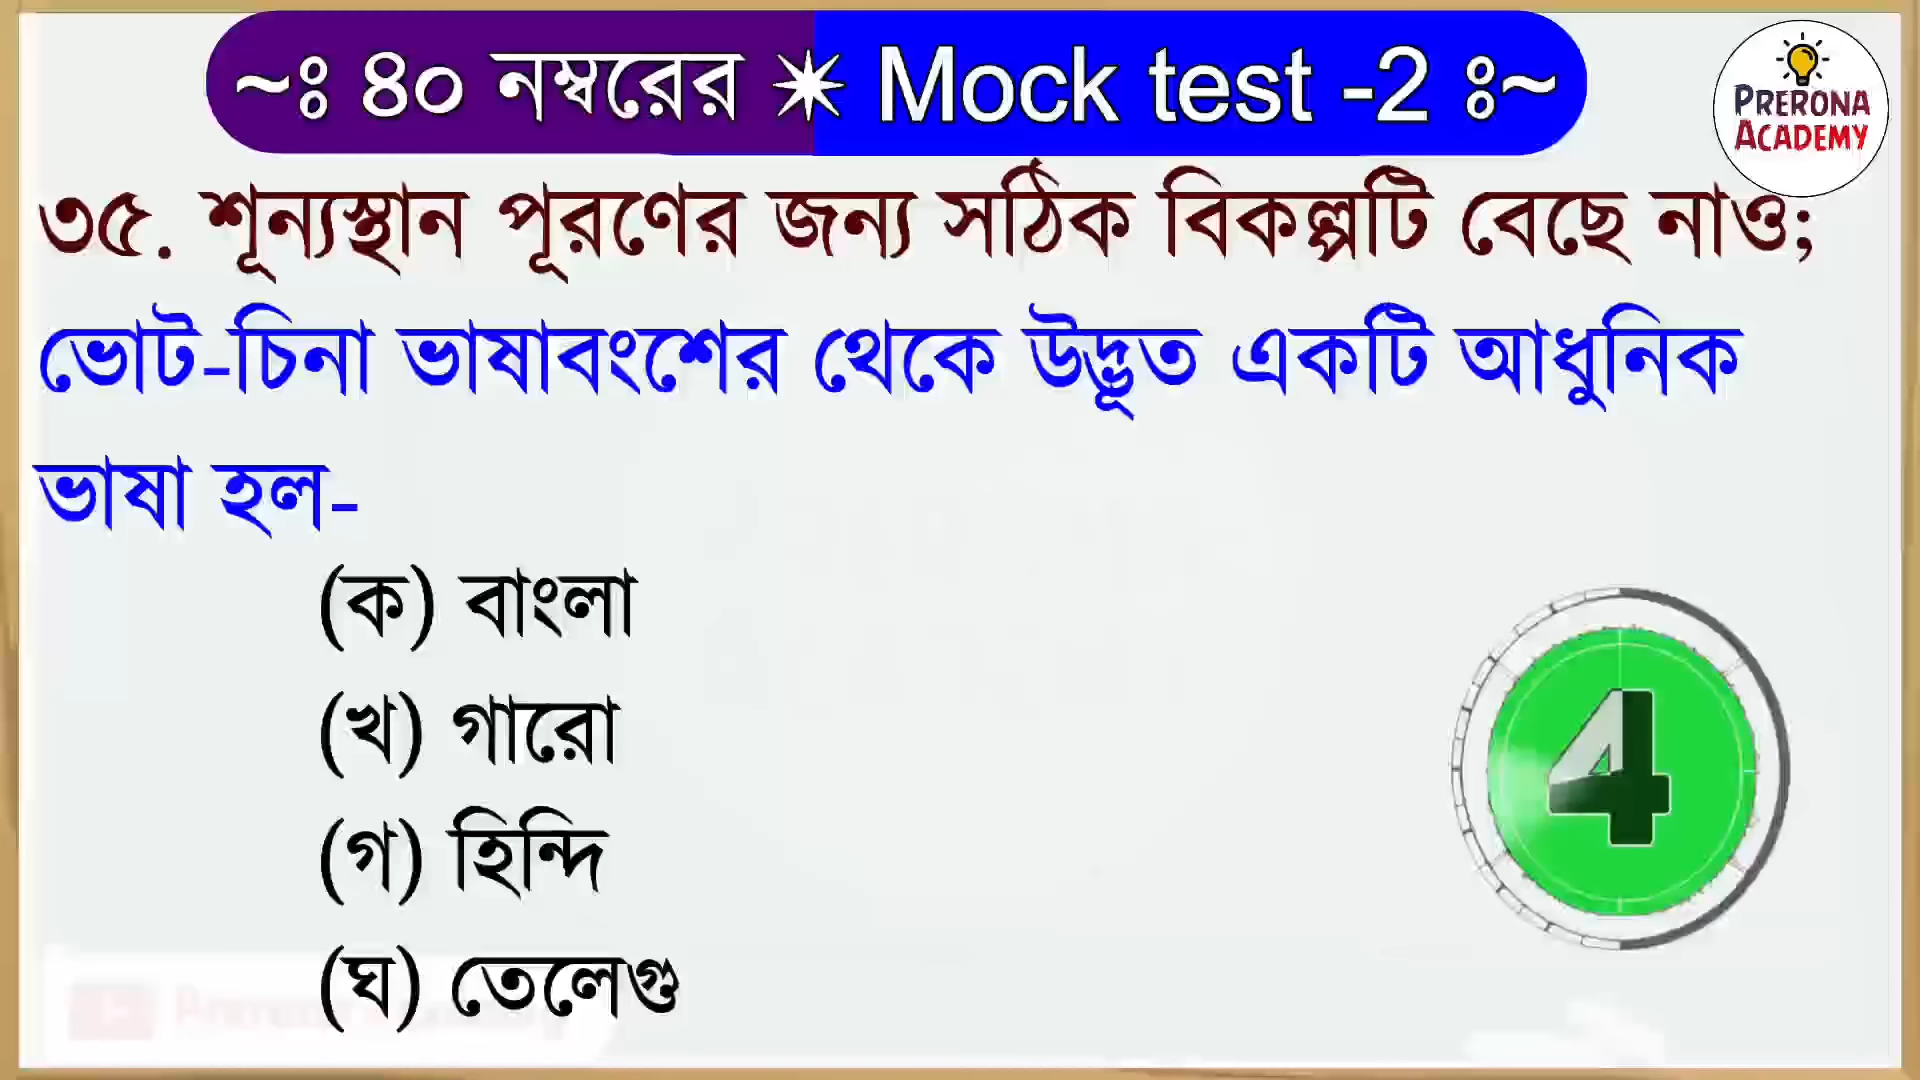 ~ঃ ৪০ নম্বরের ✴ Mock test -2 ঃ~
PRERONA
ACADEMY
৩৫. শূন্যস্থান পূরণের জন্য সঠিক বিকল্পটি বেছে নাও;
ভোট-চিনা ভাষাবংশের থেকে উদ্ভূত একটি আধুনিক
ভাষা হল-
(ক) বাংলা
(খ) গারো
(গ) হিন্দি
(ঘ) তেলেগু
4